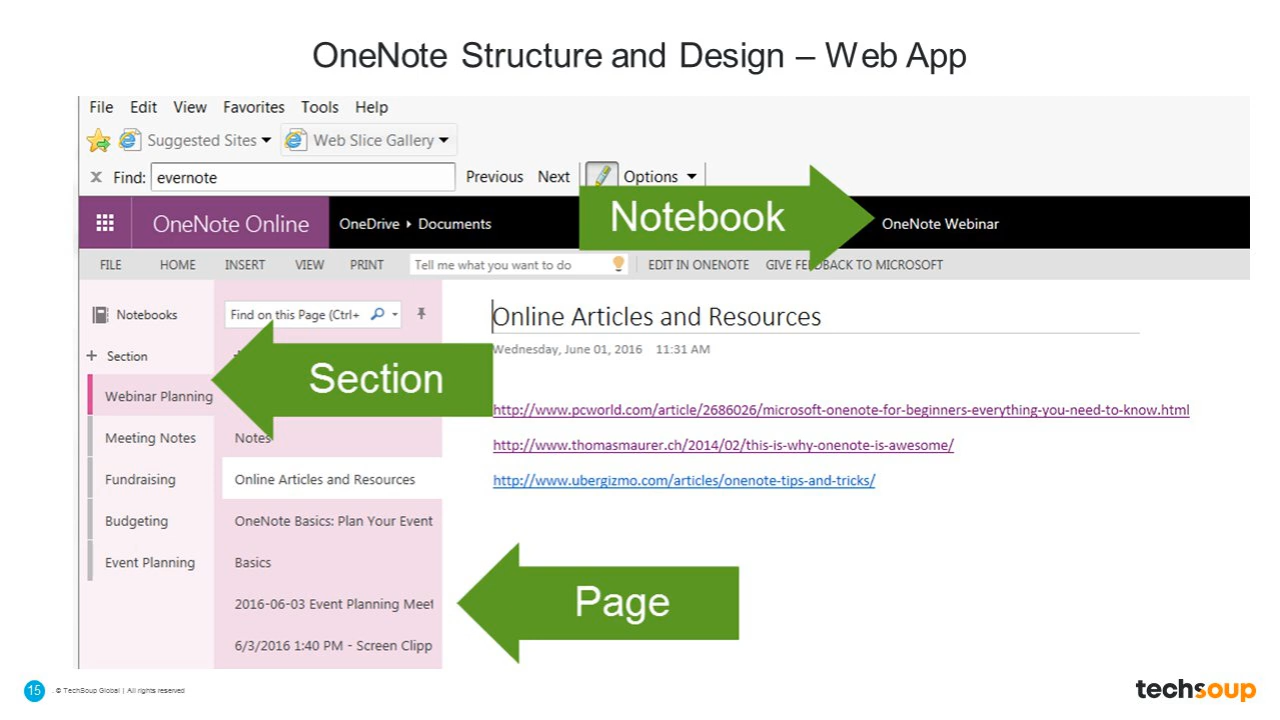 OneNote Structure and Design – Web App
File Edit View Favorites Tools Help
Suggested Sites Web Slice Gallery
X Find: evernote Previous Next Options
OneNote Online OneDrive Documents Notebook OneNote Webinar
FILE HOME INSERT VIEW PRINT Tell me what you want to do EDIT IN ONENOTE GIVE FEEDBACK TO MICROSOFT
Notebooks Find on this Page (Ctrl+
+ Section
Webinar Planning
Meeting Notes
Fundraising
Budgeting
Event Planning
Section
Notes
Online Articles and Resources
OneNote Basics: Plan Your Event
Basics
2016-06-03 Event Planning Meet
6/3/2016 1:40 PM - Screen Clipp
Online Articles and Resources
Wednesday, June 01, 2016 11:31 AM
http://www.pcworld.com/article/2686026/microsoft-onenote-for-beginners-everything-you-need-to-know.html
http://www.thomasmaurer.ch/2014/02/this-is-why-onenote-is-awesome/
http://www.ubergizmo.com/articles/onenote-tips-and-tricks/
Page
15 © TechSoup Global | All rights reserved
techsoup